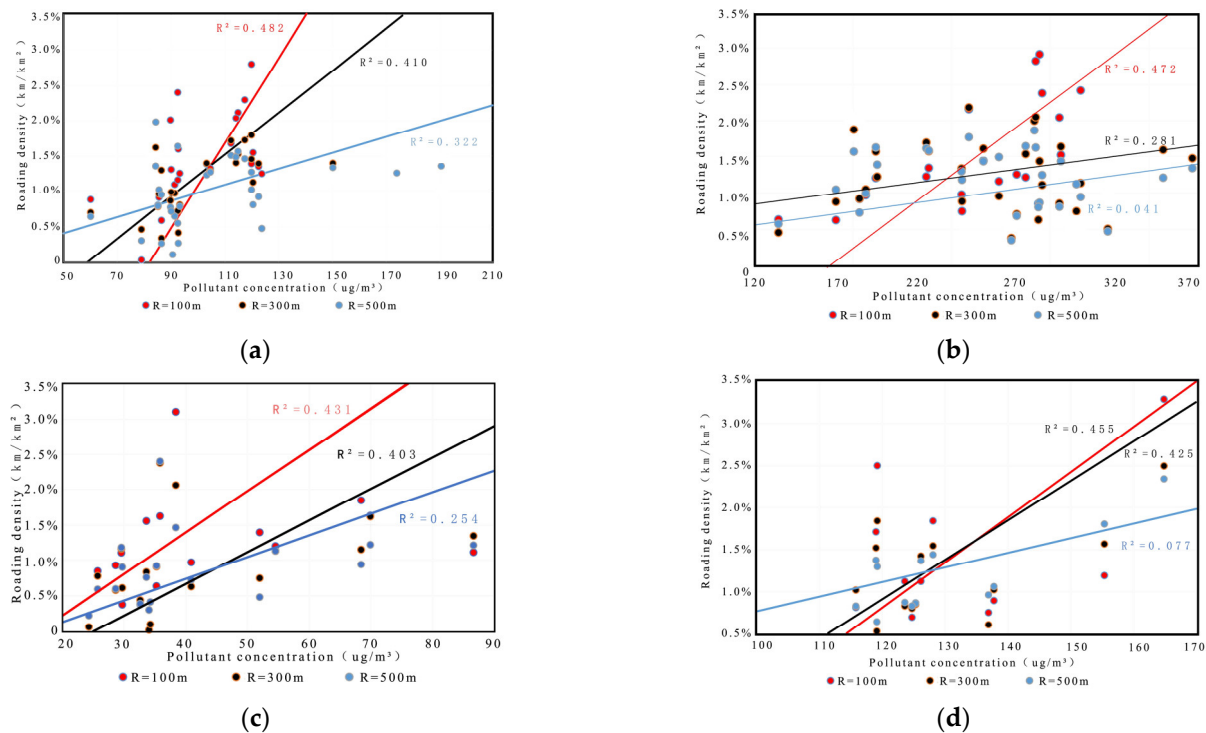 3.5%
3.0%
2.5%
2.0%
1.5%
1.0%
0.5%
0
Roading density (km/km²)
R²=0.482
R²=0.410
R²=0.322
50 70 90 110 130 150 170 190 210
Pollutant concentration (ug/m³)
R=100m R=300m R=500m
(a)
3.5%
3.0%
2.5%
2.0%
1.5%
1.0%
0.5%
0
Roading density (km/km²)
R²=0.472
R²=0.281
R²=0.041
120 170 220 270 320 370
Pollutant concentration (ug/m³)
R=100m R=300m R=500m
(b)
3.5%
3.0%
2.5%
2.0%
1.5%
1.0%
0.5%
0
Roading density (km/km²)
R²=0.431
R²=0.403
R²=0.254
20 30 40 50 60 70 80 90
Pollutant concentration (ug/m³)
R=100m R=300m R=500m
(c)
3.5%
3.0%
2.5%
2.0%
1.5%
1.0%
0.5%
Roading density (km/km²)
R²=0.455
R²=0.425
R²=0.077
100 110 120 130 140 150 160 170
Pollutant concentration (ug/m³)
R=100m R=300m R=500m
(d)